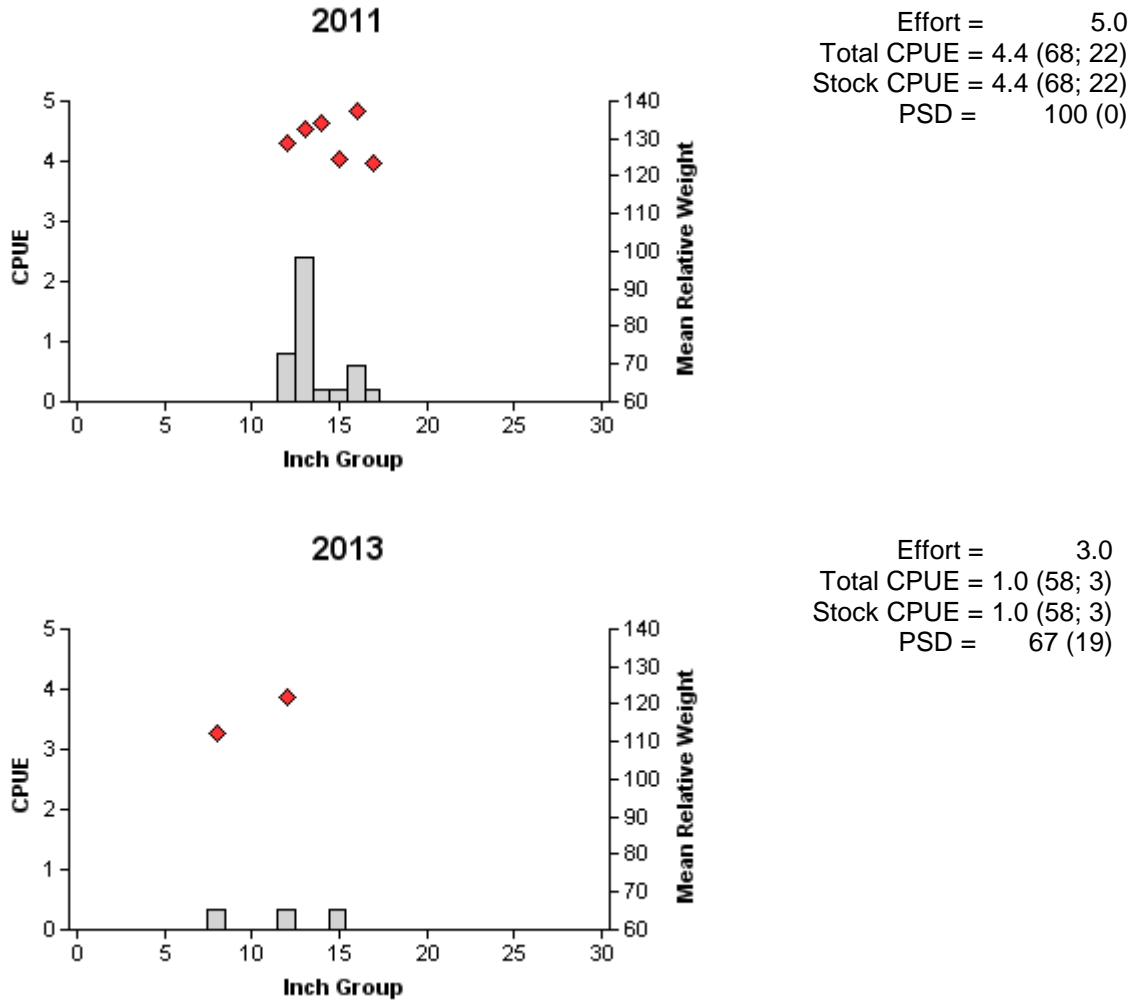 2011
Effort = 5.0
Total CPUE = 4.4 (68; 22)
Stock CPUE = 4.4 (68; 22)
PSD = 100 (0)
5
4
3
2
1
0
CPUE
140
130
120
110
100
90
80
70
60
Mean Relative Weight
0 5 10 15 20 25 30
Inch Group
2013
Effort = 3.0
Total CPUE = 1.0 (58; 3)
Stock CPUE = 1.0 (58; 3)
PSD = 67 (19)
5
4
3
2
1
0
CPUE
140
130
120
110
100
90
80
70
60
Mean Relative Weight
0 5 10 15 20 25 30
Inch Group